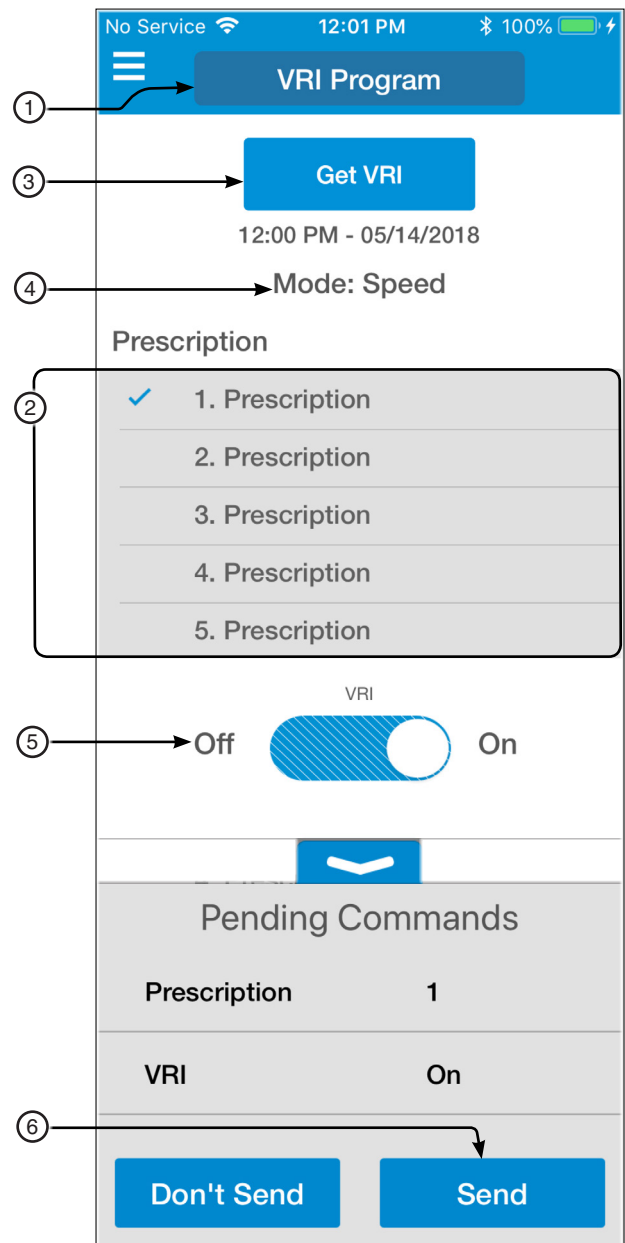 No Service 12:01 PM 100%
VRI Program
1
Get VRI
3
12:00 PM - 05/14/2018
Mode: Speed
4
Prescription
2
1. Prescription
2. Prescription
3. Prescription
4. Prescription
5. Prescription
VRI
5
Off On
Pending Commands
Prescription 1
VRI On
6
Don't Send Send